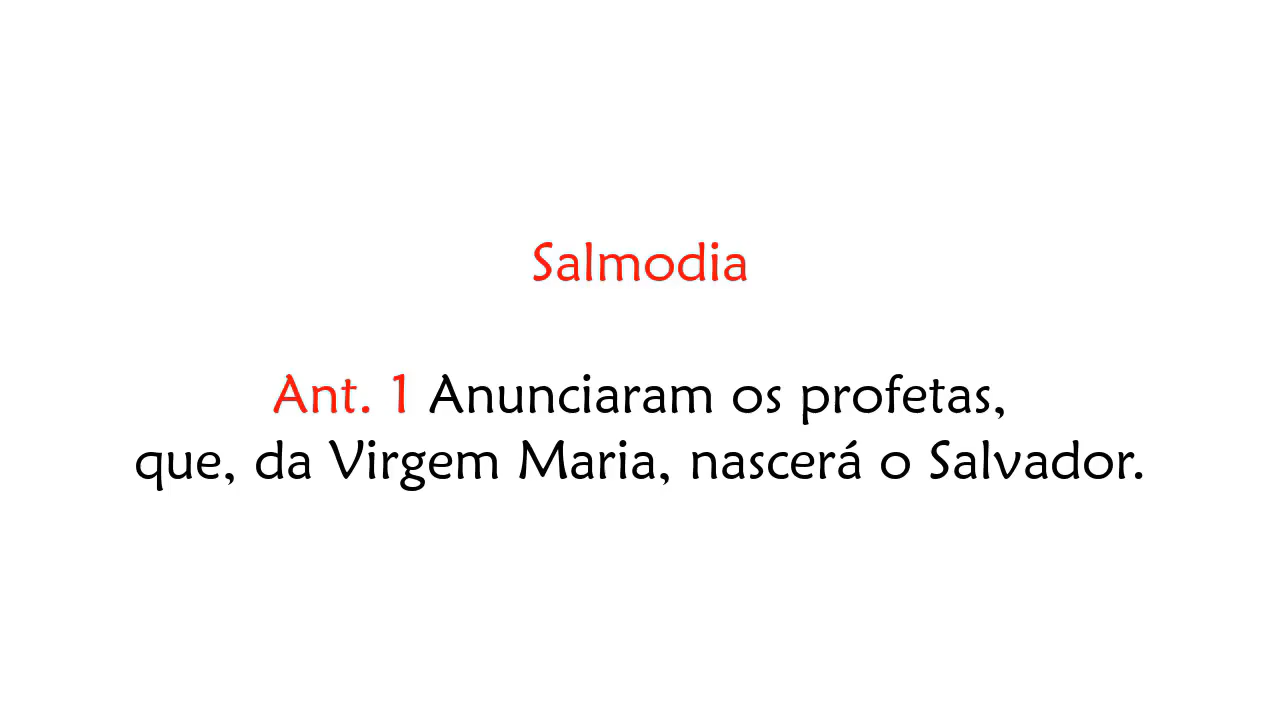 Salmodia
Ant. 1 Anunciaram os profetas,
que, da Virgem Maria, nascerá o Salvador.